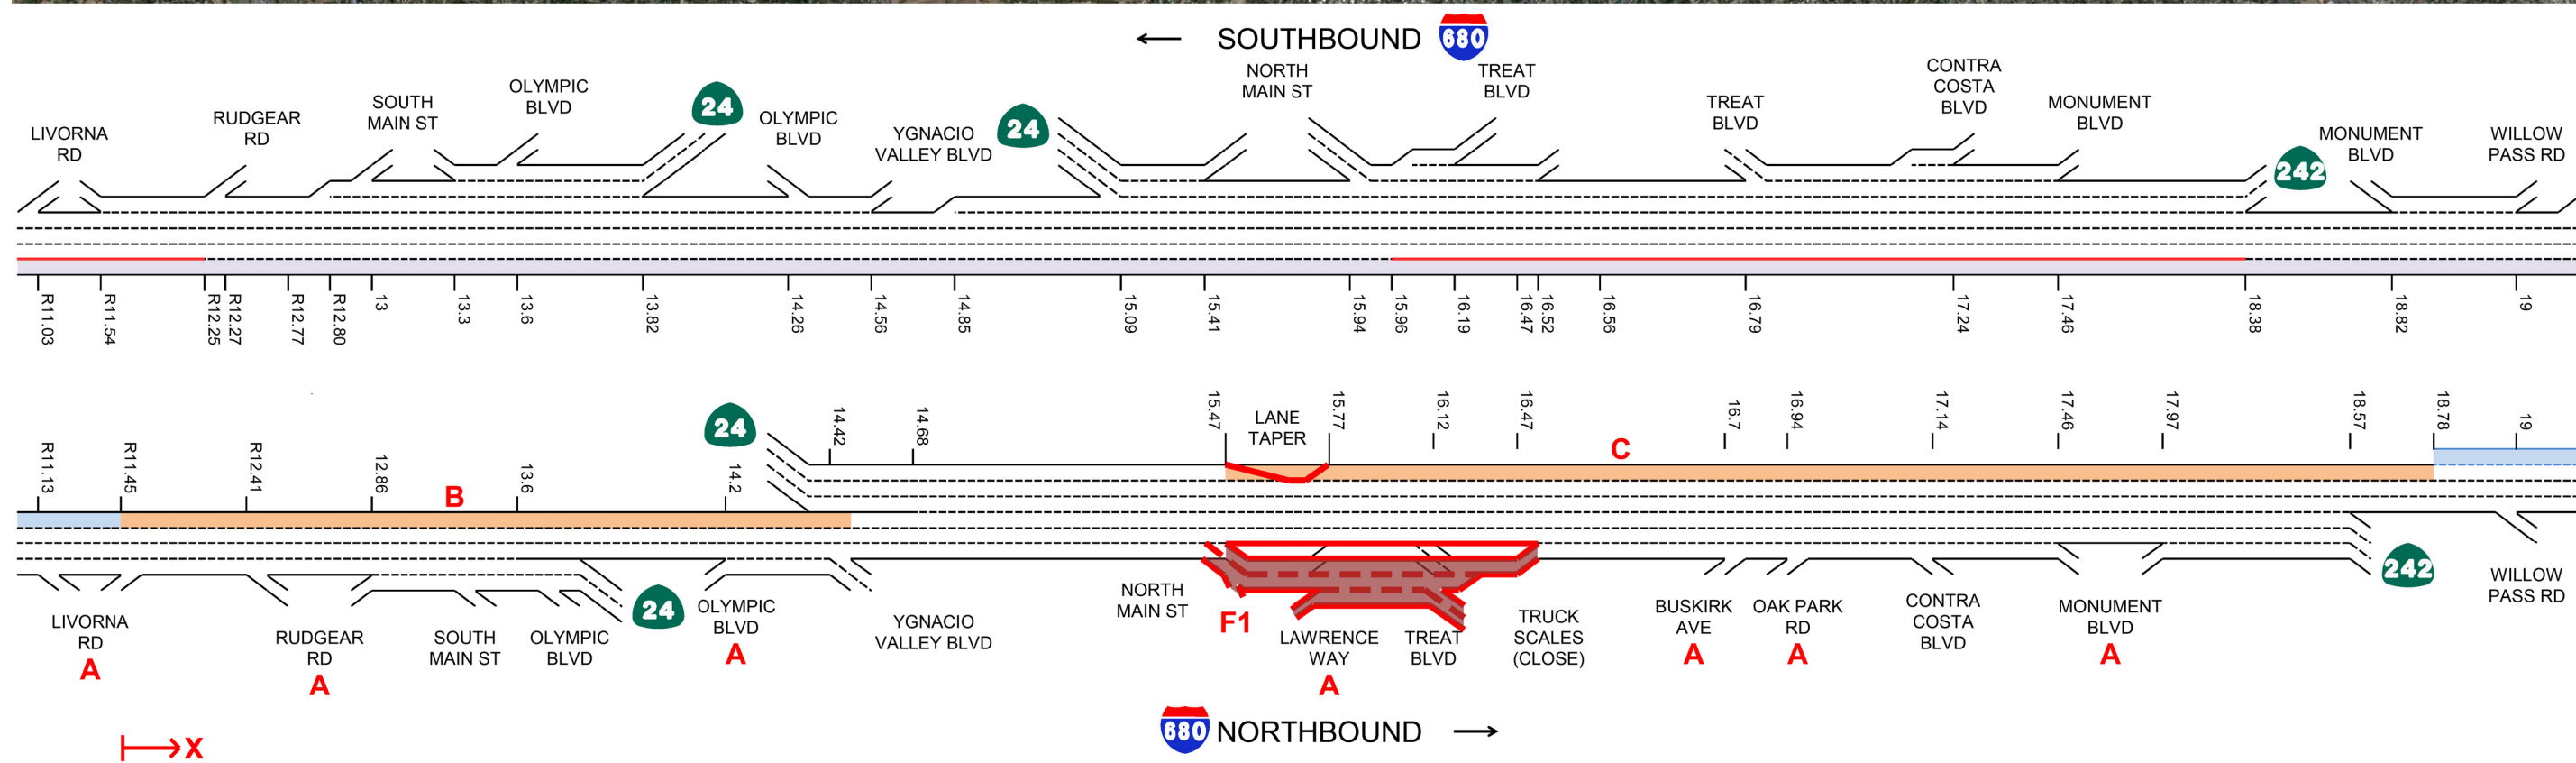 ← SOUTHBOUND 680
LIVORNA
RD
RUDGEAR
RD
SOUTH
MAIN ST
OLYMPIC
BLVD
24
OLYMPIC
BLVD
YGNACIO
VALLEY BLVD
24
NORTH
MAIN ST
TREAT
BLVD
TREAT
BLVD
CONTRA
COSTA
BLVD
MONUMENT
BLVD
242
MONUMENT
BLVD
WILLOW
PASS RD
R11.03
R11.54
R12.25
R12.27
R12.77
R12.80
13
13.3
13.6
13.82
14.26
14.56
14.85
15.09
15.41
15.94
15.96
16.19
16.47
16.52
16.56
16.79
17.24
17.46
18.38
18.82
19
R11.13
R11.45
R12.41
12.86
B
13.6
14.2
24
14.42
14.68
15.47
LANE
TAPER
15.77
16.12
16.47
C
16.7
16.94
17.14
17.46
17.97
18.57
18.78
19
LIVORNA
RD
A
RUDGEAR
RD
A
SOUTH
MAIN ST
OLYMPIC
BLVD
24
OLYMPIC
BLVD
A
YGNACIO
VALLEY BLVD
NORTH
MAIN ST
F1
LAWRENCE
WAY
A
TREAT
BLVD
TRUCK
SCALES
(CLOSE)
BUSKIRK
AVE
A
OAK PARK
RD
A
CONTRA
COSTA
BLVD
MONUMENT
BLVD
A
242
WILLOW
PASS RD
X
680 NORTHBOUND →